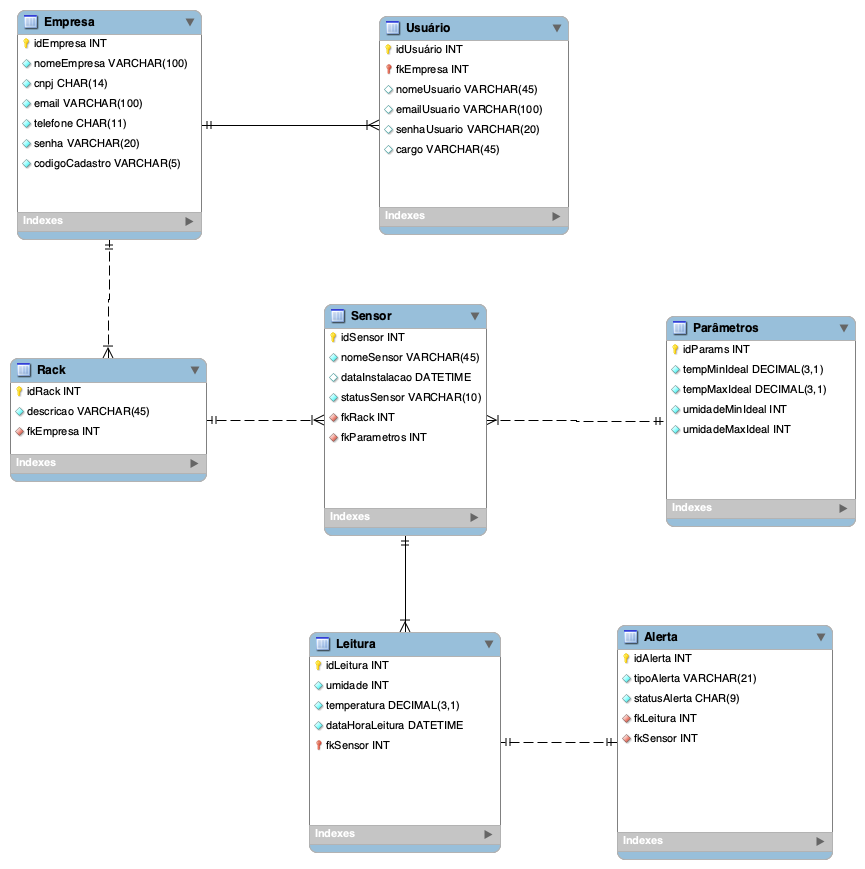 Empresa
idEmpresa INT
nomeEmpresa VARCHAR(100)
cnpj CHAR(14)
email VARCHAR(100)
telefone CHAR(11)
senha VARCHAR(20)
codigoCadastro VARCHAR(5)
Indexes
Usuário
idUsuário INT
fkEmpresa INT
nomeUsuario VARCHAR(45)
emailUsuario VARCHAR(100)
senhaUsuario VARCHAR(20)
cargo VARCHAR(45)
Indexes
Rack
idRack INT
descricao VARCHAR(45)
fkEmpresa INT
Indexes
Sensor
idSensor INT
nomeSensor VARCHAR(45)
dataInstalacao DATETIME
statusSensor VARCHAR(10)
fkRack INT
fkParametros INT
Indexes
Parâmetros
idParams INT
tempMinIdeal DECIMAL(3,1)
tempMaxIdeal DECIMAL(3,1)
umidadeMinIdeal INT
umidadeMaxIdeal INT
Indexes
Leitura
idLeitura INT
umidade INT
temperatura DECIMAL(3,1)
dataHoraLeitura DATETIME
fkSensor INT
Indexes
Alerta
idAlerta INT
tipoAlerta VARCHAR(21)
statusAlerta CHAR(9)
fkLeitura INT
fkSensor INT
Indexes